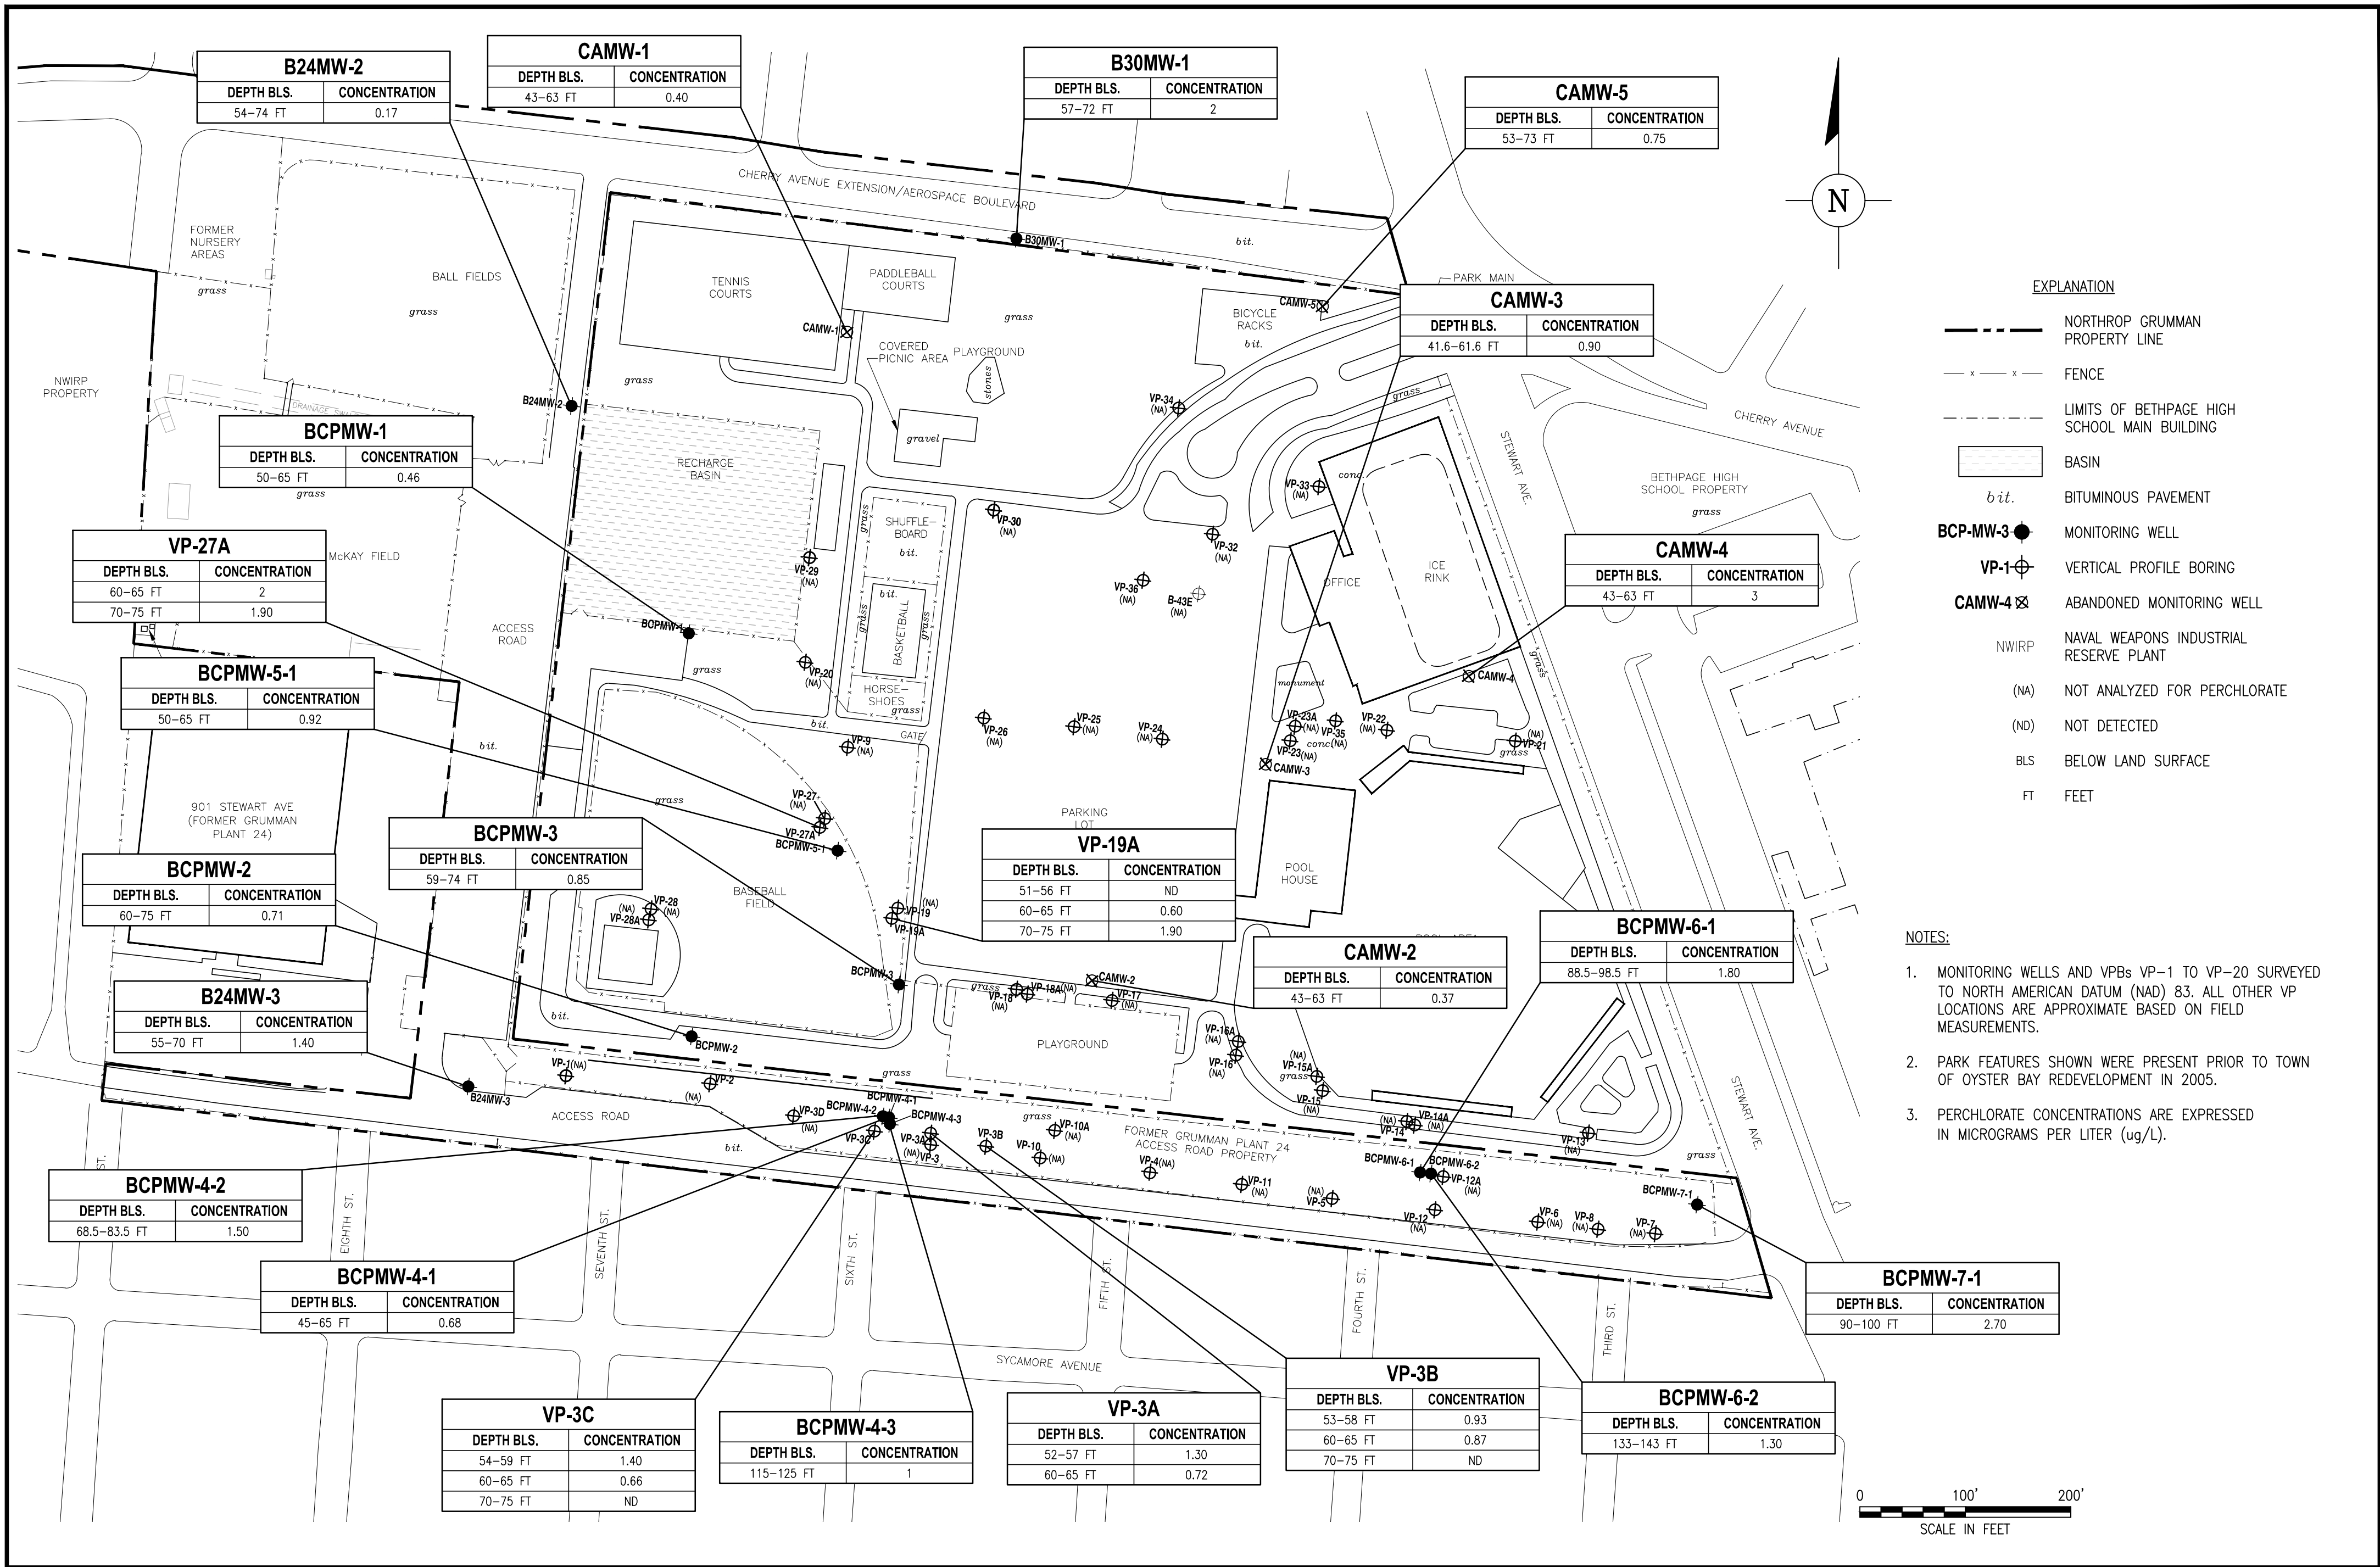 B24MW-2
DEPTH BLS. CONCENTRATION
54-74 FT 0.17
CAMW-1
DEPTH BLS. CONCENTRATION
43-63 FT 0.40
B30MW-1
DEPTH BLS. CONCENTRATION
57-72 FT 2
CAMW-5
DEPTH BLS. CONCENTRATION
53-73 FT 0.75
CHERRY AVENUE EXTENSION/AEROSPACE BOULEVARD
N
FORMER
NURSERY
AREAS
grass
BALL FIELDS
grass
TENNIS
COURTS
PADDLEBALL
COURTS
B30MW-1
bit.
PARK MAIN
CAMW-5
BICYCLE
RACKS
bit.
grass
CAMW-1
COVERED
PICNIC AREA
PLAYGROUND
stones
gravel
grass
CAMW-3
DEPTH BLS. CONCENTRATION
41.6-61.6 FT 0.90
NWIRP
PROPERTY
DRAINAGE SWALE
B24MW-2
VP-34
(NA)
grass
CHERRY AVENUE
BCPMW-1
DEPTH BLS. CONCENTRATION
50-65 FT 0.46
grass
RECHARGE
BASIN
STEWART AVE.
BETHPAGE HIGH
SCHOOL PROPERTY
grass
VP-33
(NA)
conc.
SHUFFLE-
BOARD
bit.
grass
VP-30
(NA)
VP-32
(NA)
VP-27A
DEPTH BLS. CONCENTRATION
60-65 FT 2
70-75 FT 1.90
McKAY FIELD
VP-29
(NA)
OFFICE
ICE
RINK
CAMW-4
DEPTH BLS. CONCENTRATION
43-63 FT 3
VP-36
(NA)
B-43E
(NA)
bit.
BASKETBALL
grass
grass
ACCESS
ROAD
BCPMW-1
grass
VP-20
(NA)
HORSE-
SHOES
grass
monument
CAMW-4
grass
BCPMW-5-1
DEPTH BLS. CONCENTRATION
50-65 FT 0.92
bit.
bit.
GATE
VP-9
(NA)
VP-26
(NA)
VP-25
(NA)
VP-24
(NA)
VP-23A
(NA)
VP-35
(NA)
VP-22
(NA)
VP-23
(NA)
conc.
VP-21
(NA)
grass
CAMW-3
901 STEWART AVE
(FORMER GRUMMAN
PLANT 24)
grass
VP-27
(NA)
VP-27A
BCPMW-5-1
PARKING
LOT
POOL
HOUSE
BCPMW-3
DEPTH BLS. CONCENTRATION
59-74 FT 0.85
VP-19A
DEPTH BLS. CONCENTRATION
51-56 FT ND
60-65 FT 0.60
70-75 FT 1.90
BCPMW-2
DEPTH BLS. CONCENTRATION
60-75 FT 0.71
BASEBALL
FIELD
(NA)
VP-28
(NA)
VP-28A
(NA)
VP-19
VP-19A
BCPMW-6-1
DEPTH BLS. CONCENTRATION
88.5-98.5 FT 1.80
CAMW-2
DEPTH BLS. CONCENTRATION
43-63 FT 0.37
B24MW-3
DEPTH BLS. CONCENTRATION
55-70 FT 1.40
BCPMW-3
grass
VP-18
(NA)
VP-18A(NA)
CAMW-2
VP-17
(NA)
bit.
BCPMW-2
PLAYGROUND
VP-16A
(NA)
VP-16
(NA)
(NA)
VP-15A
grass
VP-15
(NA)
B24MW-3
VP-1(NA)
VP-2
(NA)
grass
ACCESS ROAD
bit.
VP-3D
(NA)
BCPMW-4-1
BCPMW-4-2
BCPMW-4-3
VP-3C
VP-3A
(NA)
VP-3
VP-3B
grass
VP-10A
(NA)
VP-10
(NA)
FORMER GRUMMAN PLANT 24
ACCESS ROAD PROPERTY
(NA)
VP-14A
VP-14
VP-13
(NA)
STEWART AVE.
grass
VP-4(NA)
VP-11
(NA)
(NA)
VP-5
BCPMW-6-1
BCPMW-6-2
VP-12A
(NA)
VP-12
(NA)
VP-6
(NA)
VP-8
(NA)
VP-7
(NA)
BCPMW-7-1
BCPMW-4-2
DEPTH BLS. CONCENTRATION
68.5-83.5 FT 1.50
ST.
EIGHTH ST.
SEVENTH ST.
SIXTH ST.
FIFTH ST.
FOURTH ST.
THIRD ST.
BCPMW-4-1
DEPTH BLS. CONCENTRATION
45-65 FT 0.68
BCPMW-7-1
DEPTH BLS. CONCENTRATION
90-100 FT 2.70
SYCAMORE AVENUE
VP-3C
DEPTH BLS. CONCENTRATION
54-59 FT 1.40
60-65 FT 0.66
70-75 FT ND
BCPMW-4-3
DEPTH BLS. CONCENTRATION
115-125 FT 1
VP-3A
DEPTH BLS. CONCENTRATION
52-57 FT 1.30
60-65 FT 0.72
VP-3B
DEPTH BLS. CONCENTRATION
53-58 FT 0.93
60-65 FT 0.87
70-75 FT ND
BCPMW-6-2
DEPTH BLS. CONCENTRATION
133-143 FT 1.30
EXPLANATION
NORTHROP GRUMMAN
PROPERTY LINE
FENCE
LIMITS OF BETHPAGE HIGH
SCHOOL MAIN BUILDING
BASIN
bit. BITUMINOUS PAVEMENT
BCP-MW-3 MONITORING WELL
VP-1 VERTICAL PROFILE BORING
CAMW-4 ABANDONED MONITORING WELL
NWIRP NAVAL WEAPONS INDUSTRIAL
RESERVE PLANT
(NA) NOT ANALYZED FOR PERCHLORATE
(ND) NOT DETECTED
BLS BELOW LAND SURFACE
FT FEET
NOTES:
1. MONITORING WELLS AND VPBs VP-1 TO VP-20 SURVEYED
TO NORTH AMERICAN DATUM (NAD) 83. ALL OTHER VP
LOCATIONS ARE APPROXIMATE BASED ON FIELD
MEASUREMENTS.
2. PARK FEATURES SHOWN WERE PRESENT PRIOR TO TOWN
OF OYSTER BAY REDEVELOPMENT IN 2005.
3. PERCHLORATE CONCENTRATIONS ARE EXPRESSED
IN MICROGRAMS PER LITER (ug/L).
0 100' 200'
SCALE IN FEET